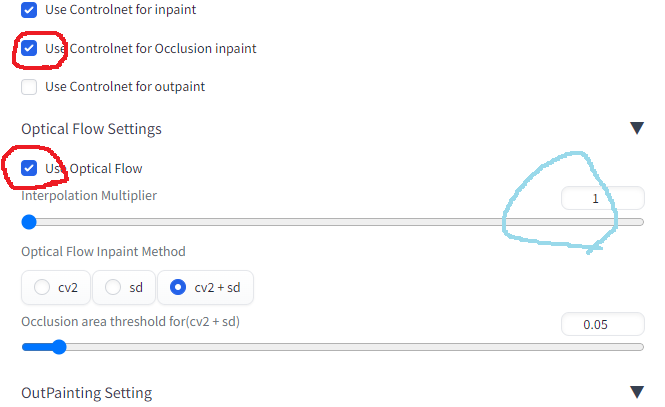 Use Controlnet for inpaint
Use Controlnet for Occlusion inpaint
Use Controlnet for outpaint
Optical Flow Settings
Use Optical Flow
Interpolation Multiplier
1
Optical Flow Inpaint Method
cv2 sd cv2 + sd
Occlusion area threshold for(cv2 + sd)
0.05
OutPainting Setting